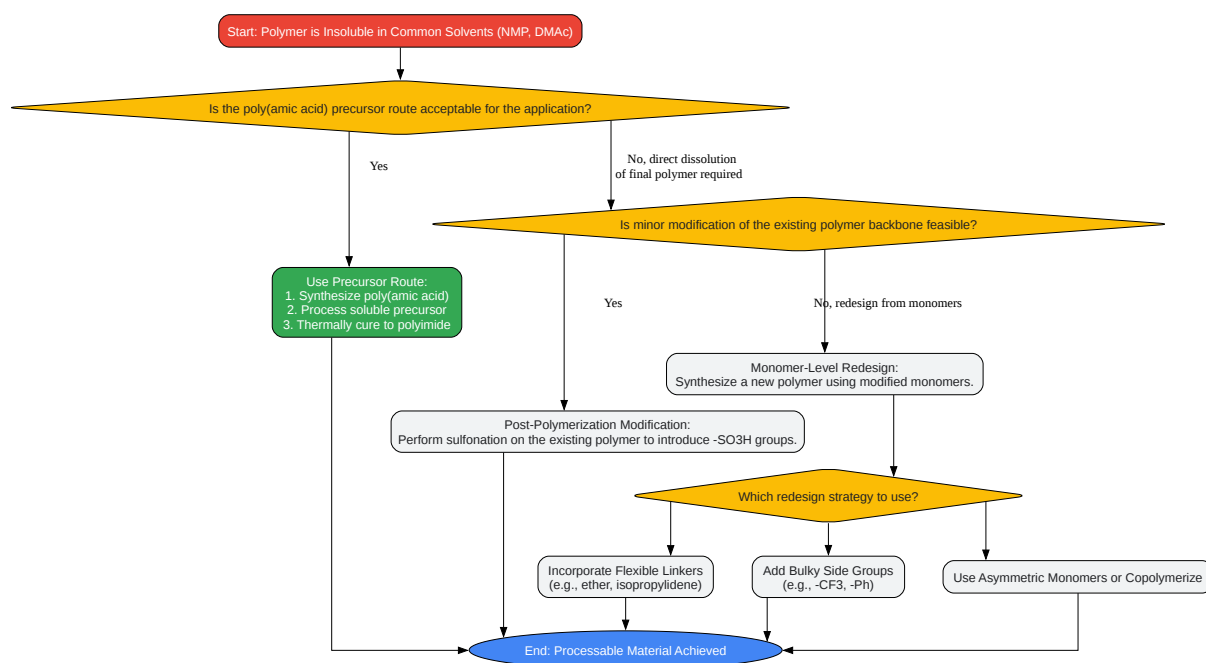 Start: Polymer is Insoluble in Common Solvents (NMP, DMAc)
Is the poly(amic acid) precursor route acceptable for the application?
Yes
No, direct dissolution
of final polymer required
Is minor modification of the existing polymer backbone feasible?
Use Precursor Route:
1. Synthesize poly(amic acid)
2. Process soluble precursor
3. Thermally cure to polyimide
Yes
No, redesign from monomers
Monomer-Level Redesign:
Synthesize a new polymer using modified monomers.
Post-Polymerization Modification:
Perform sulfonation on the existing polymer to introduce -SO3H groups.
Which redesign strategy to use?
Incorporate Flexible Linkers
(e.g., ether, isopropylidene)
Add Bulky Side Groups
(e.g., -CF3, -Ph)
Use Asymmetric Monomers or Copolymerize
End: Processable Material Achieved